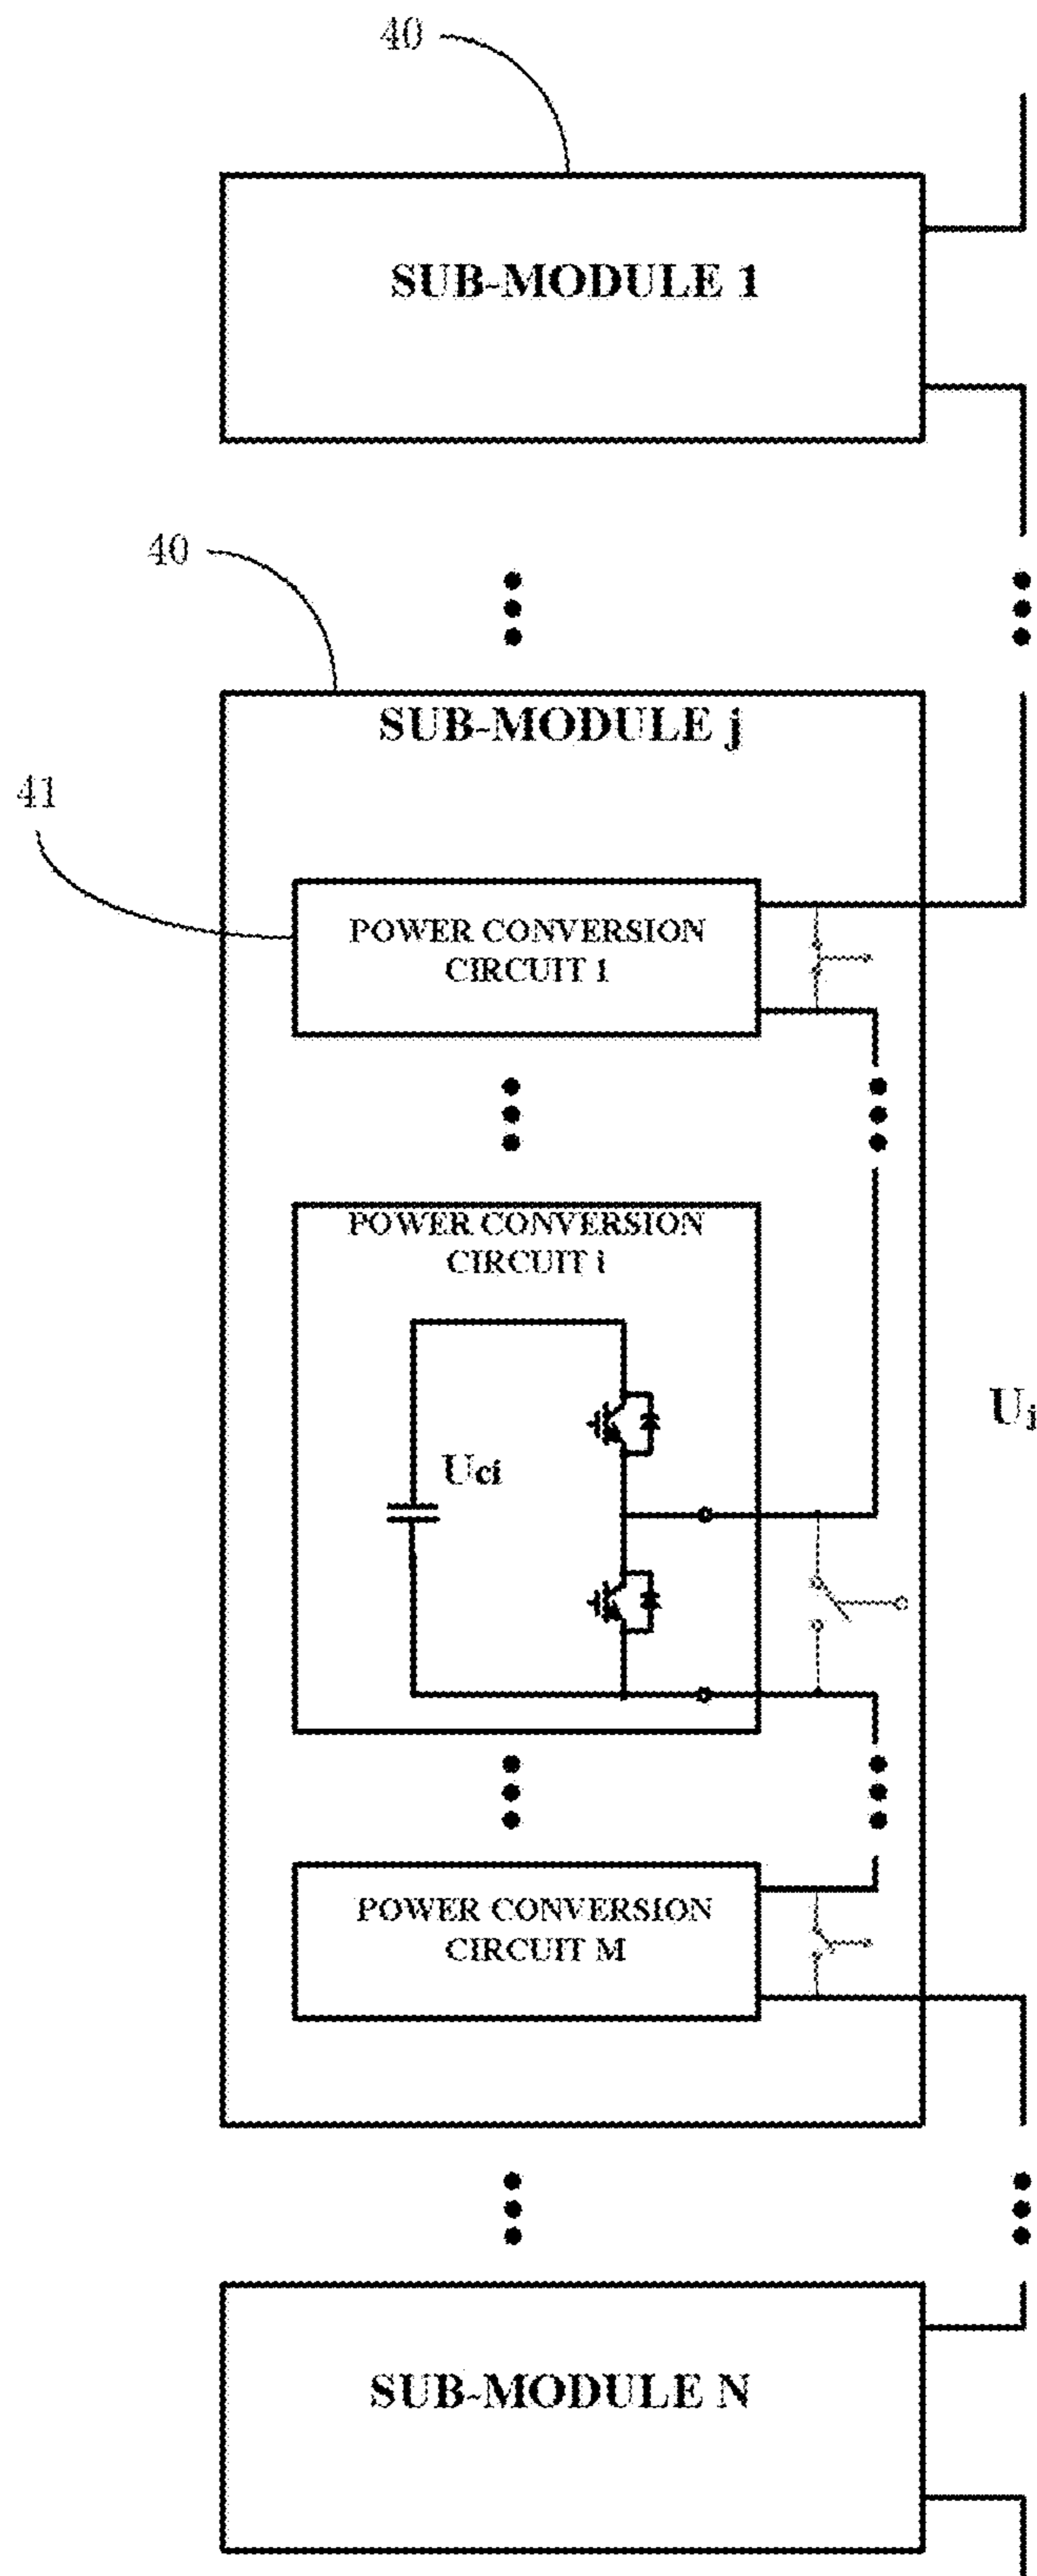 40
SUB-MODULE 1
40
SUB-MODULE j
41
POWER CONVERSION
CIRCUIT 1
POWER CONVERSION
CIRCUIT i
Uci
Uj
POWER CONVERSION
CIRCUIT M
SUB-MODULE N